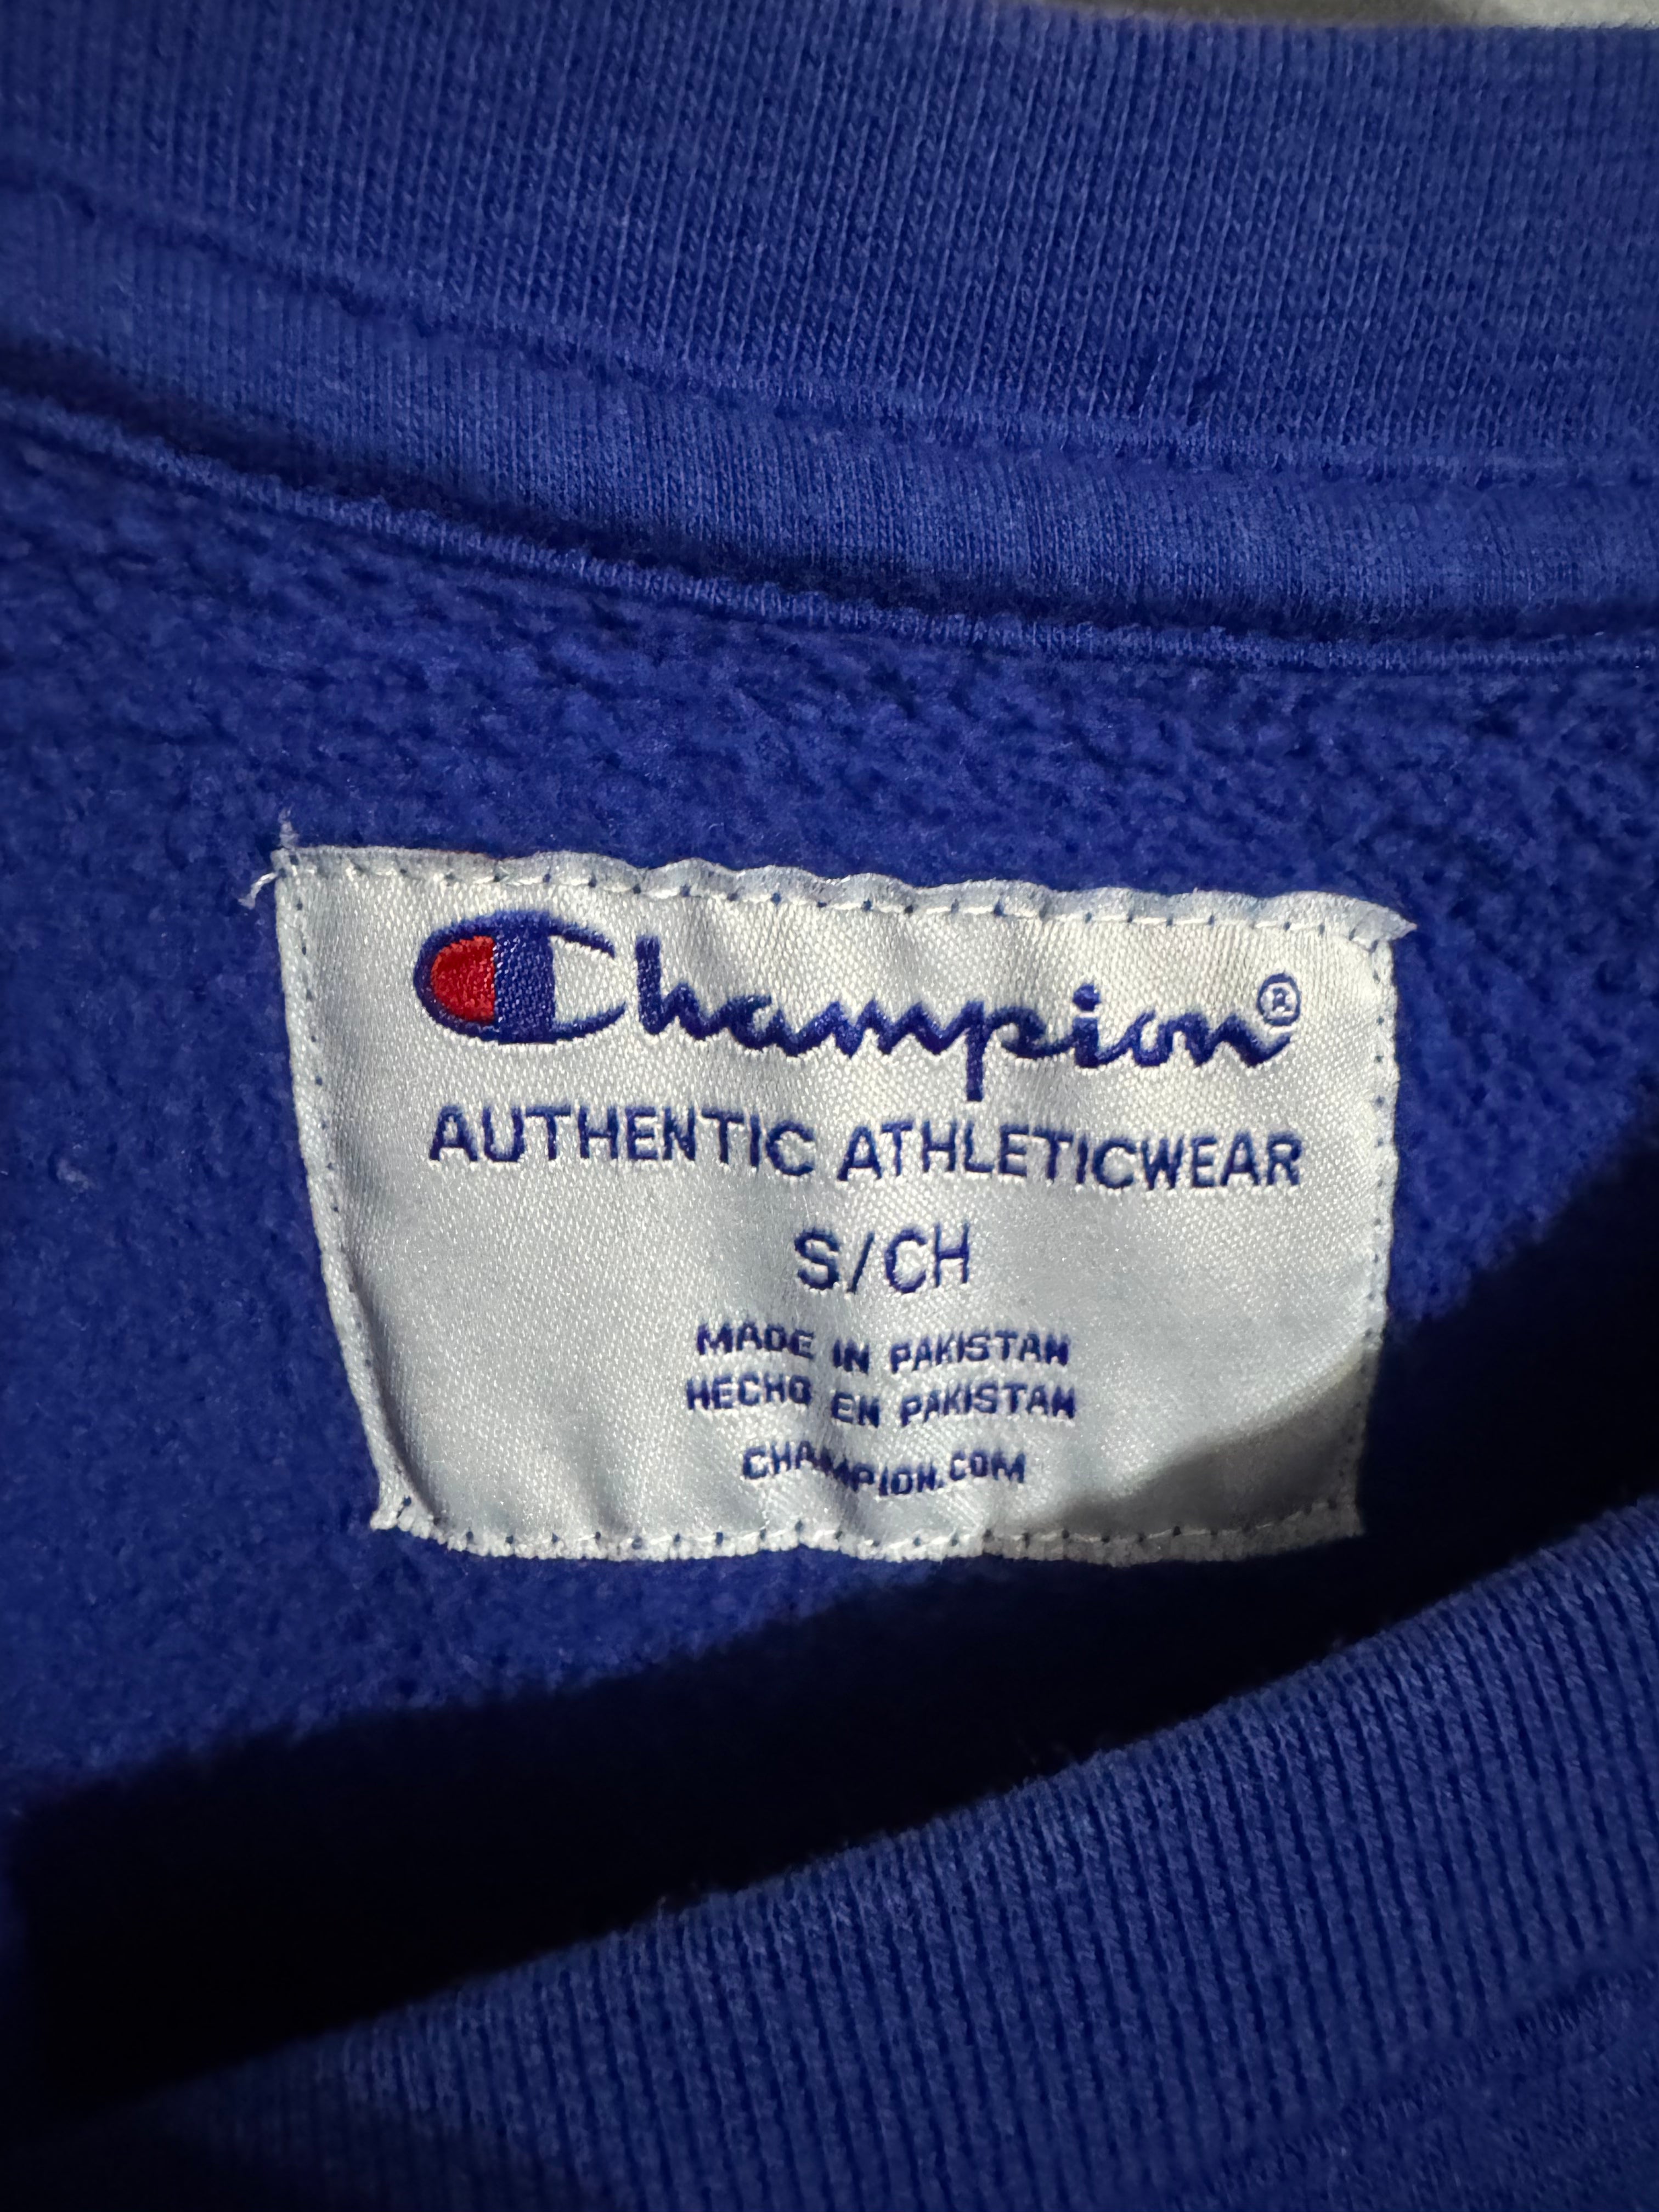 Champion®
AUTHENTIC ATHLETICWEAR
S/CH
MADE IN PAKISTAN
HECHO EN PAKISTAN
CHAMPION.COM